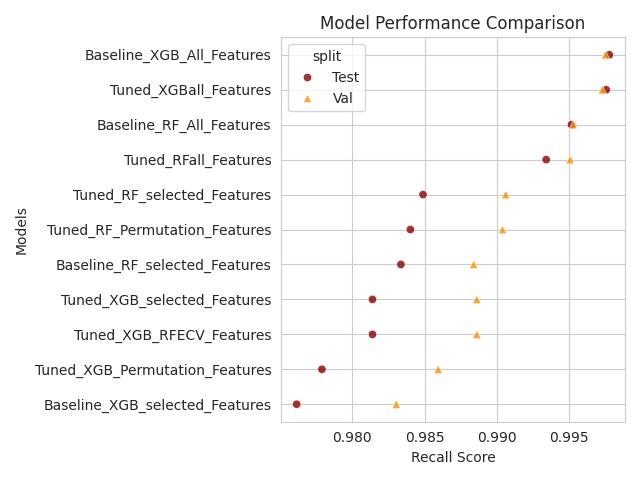 Model Performance Comparison
split
Test
Val
Baseline_XGB_All_Features
Tuned_XGBall_Features
Baseline_RF_All_Features
Tuned_RFall_Features
Tuned_RF_selected_Features
Tuned_RF_Permutation_Features
Baseline_RF_selected_Features
Tuned_XGB_selected_Features
Tuned_XGB_RFECV_Features
Tuned_XGB_Permutation_Features
Baseline_XGB_selected_Features
Models
0.980 0.985 0.990 0.995
Recall Score